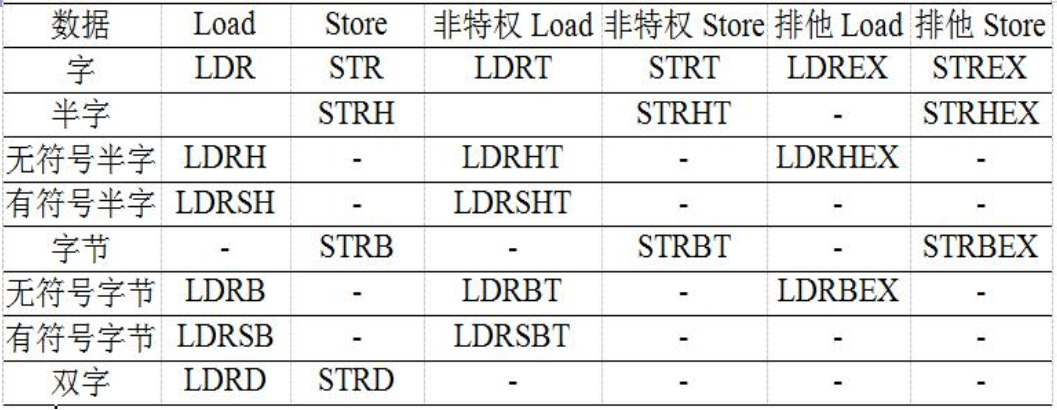 数据 Load Store 非特权 Load 非特权 Store 排他 Load 排他 Store
字 LDR STR LDRT STRT LDREX STREX
半字 STRH STRHT - STRHEX
无符号半字 LDRH - LDRHT - LDRHEX -
有符号半字 LDRSH - LDRSHT - - -
字节 - STRB - STRBT - STRBEX
无符号字节 LDRB - LDRBT - LDRBEX -
有符号字节 LDRSB - LDRSBT - - -
双字 LDRD STRD - - - -